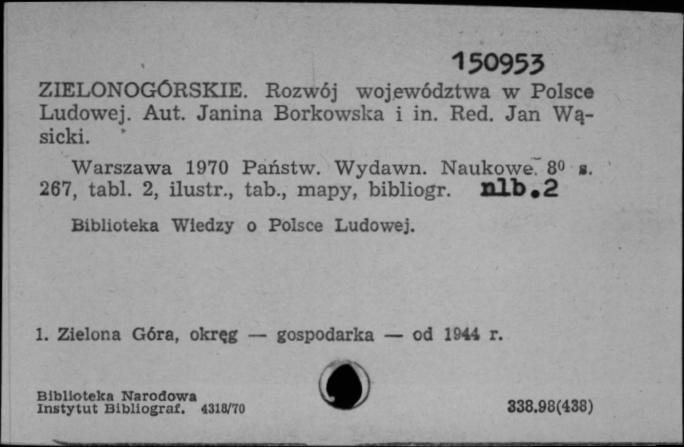 150953
ZIELONOGÓRSKIE. Rozwój województwa w Polsce
Ludowej. Aut. Janina Borkowska i in. Red. Jan Wą-
sicki.
Warszawa 1970 Państw. Wydawn. Naukowe. 8⁰ s.
267, tabl. 2, ilustr., tab., mapy, bibliogr. nlb.2
Biblioteka Wiedzy o Polsce Ludowej.
1. Zielona Góra, okręg — gospodarka — od 1944 r.
Biblioteka Narodowa
Instytut Bibliograf. 4318/70 338.98(438)